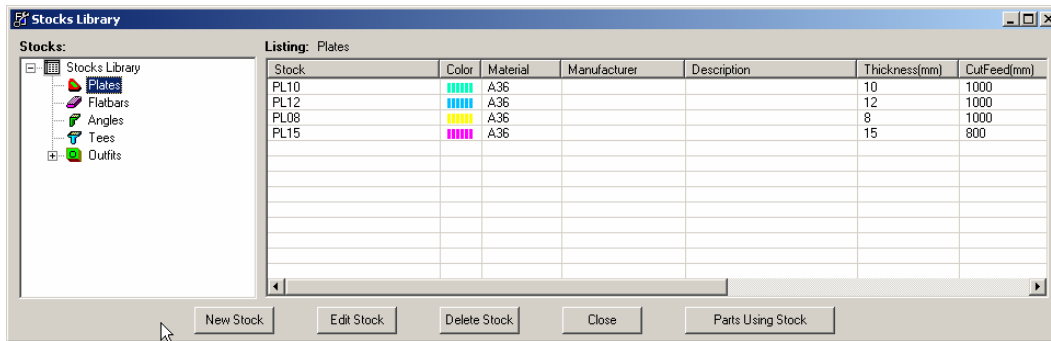 Stocks Library
Stocks:
Listing: Plates
Stocks Library
Plates
Flatbars
Angles
Tees
Outfits
Stock Color Material Manufacturer Description Thickness(mm) CutFeed(mm)
PL10 A36 10 1000
PL12 A36 12 1000
PL08 A36 8 1000
PL15 A36 15 800
New Stock Edit Stock Delete Stock Close Parts Using Stock